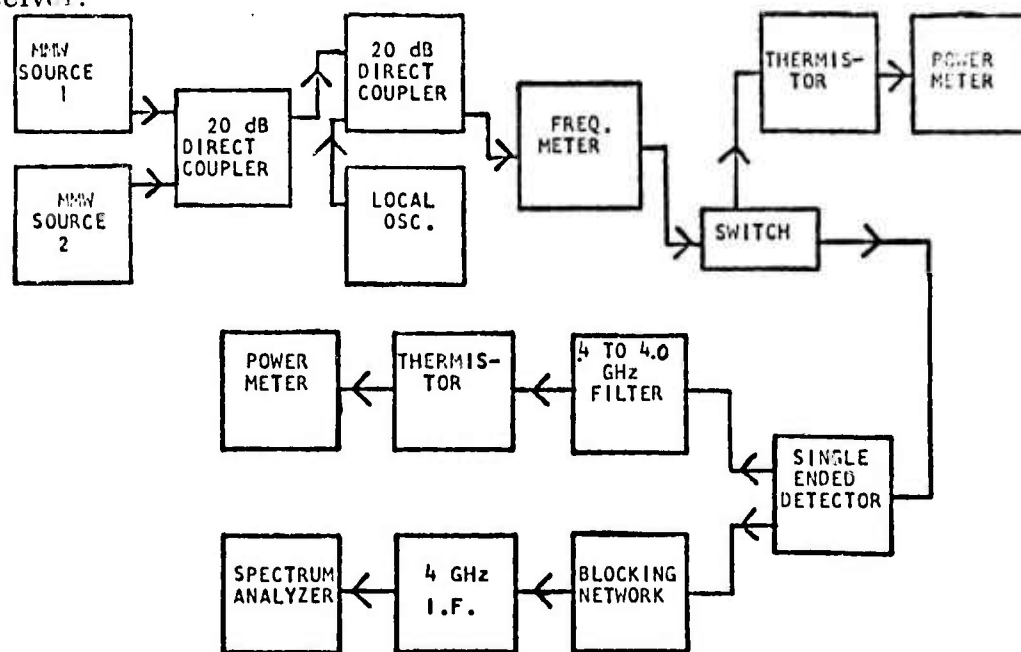 MMW
SOURCE
1
20 dB
DIRECT
COUPLER
20 dB
DIRECT
COUPLER
MMW
SOURCE
2
LOCAL
OSC.
FREQ.
METER
THERMIS-
TOR
POWER
METER
SWITCH
POWER
METER
THERMIS-
TOR
.4 TO 4.0
GHz
FILTER
SINGLE
ENDED
DETECTOR
SPECTRUM
ANALYZER
4 GHz
I.F.
BLOCKING
NETWORK